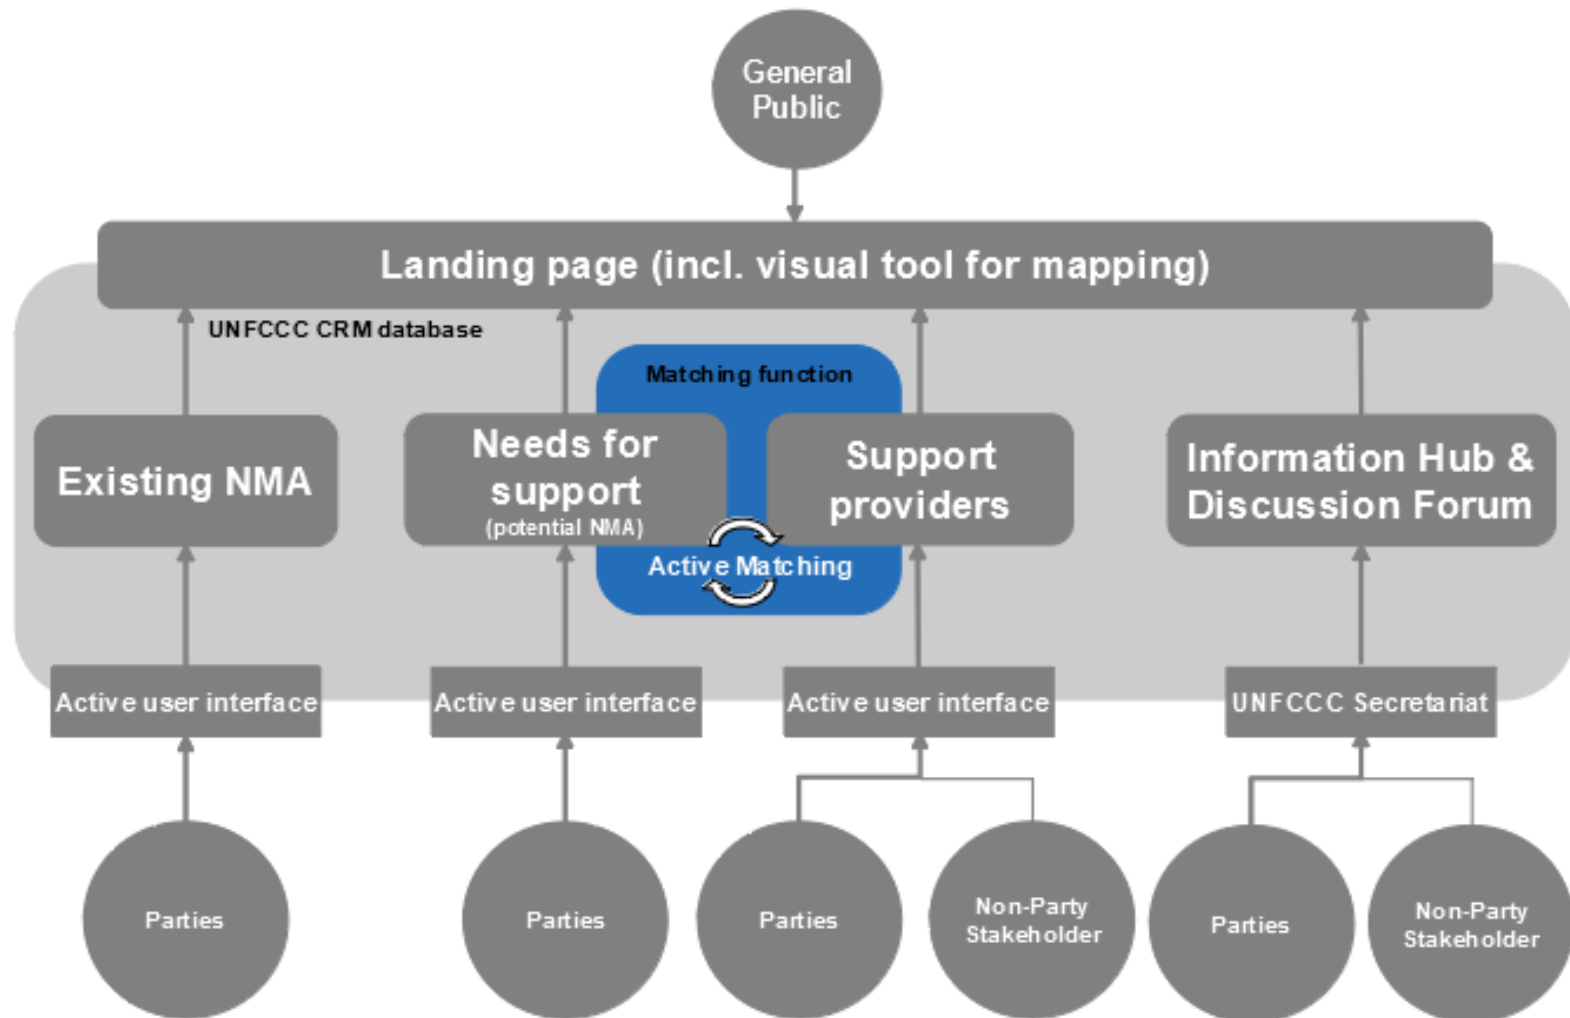 General
Public
Landing page (incl. visual tool for mapping)
UNFCCC CRM database
Matching function
Existing NMA
Needs for
support
(potential NMA)
Support
providers
Information Hub &
Discussion Forum
Active Matching
Active user interface
Active user interface
Active user interface
UNFCCC Secretariat
Parties
Parties
Parties
Non-Party
Stakeholder
Parties
Non-Party
Stakeholder